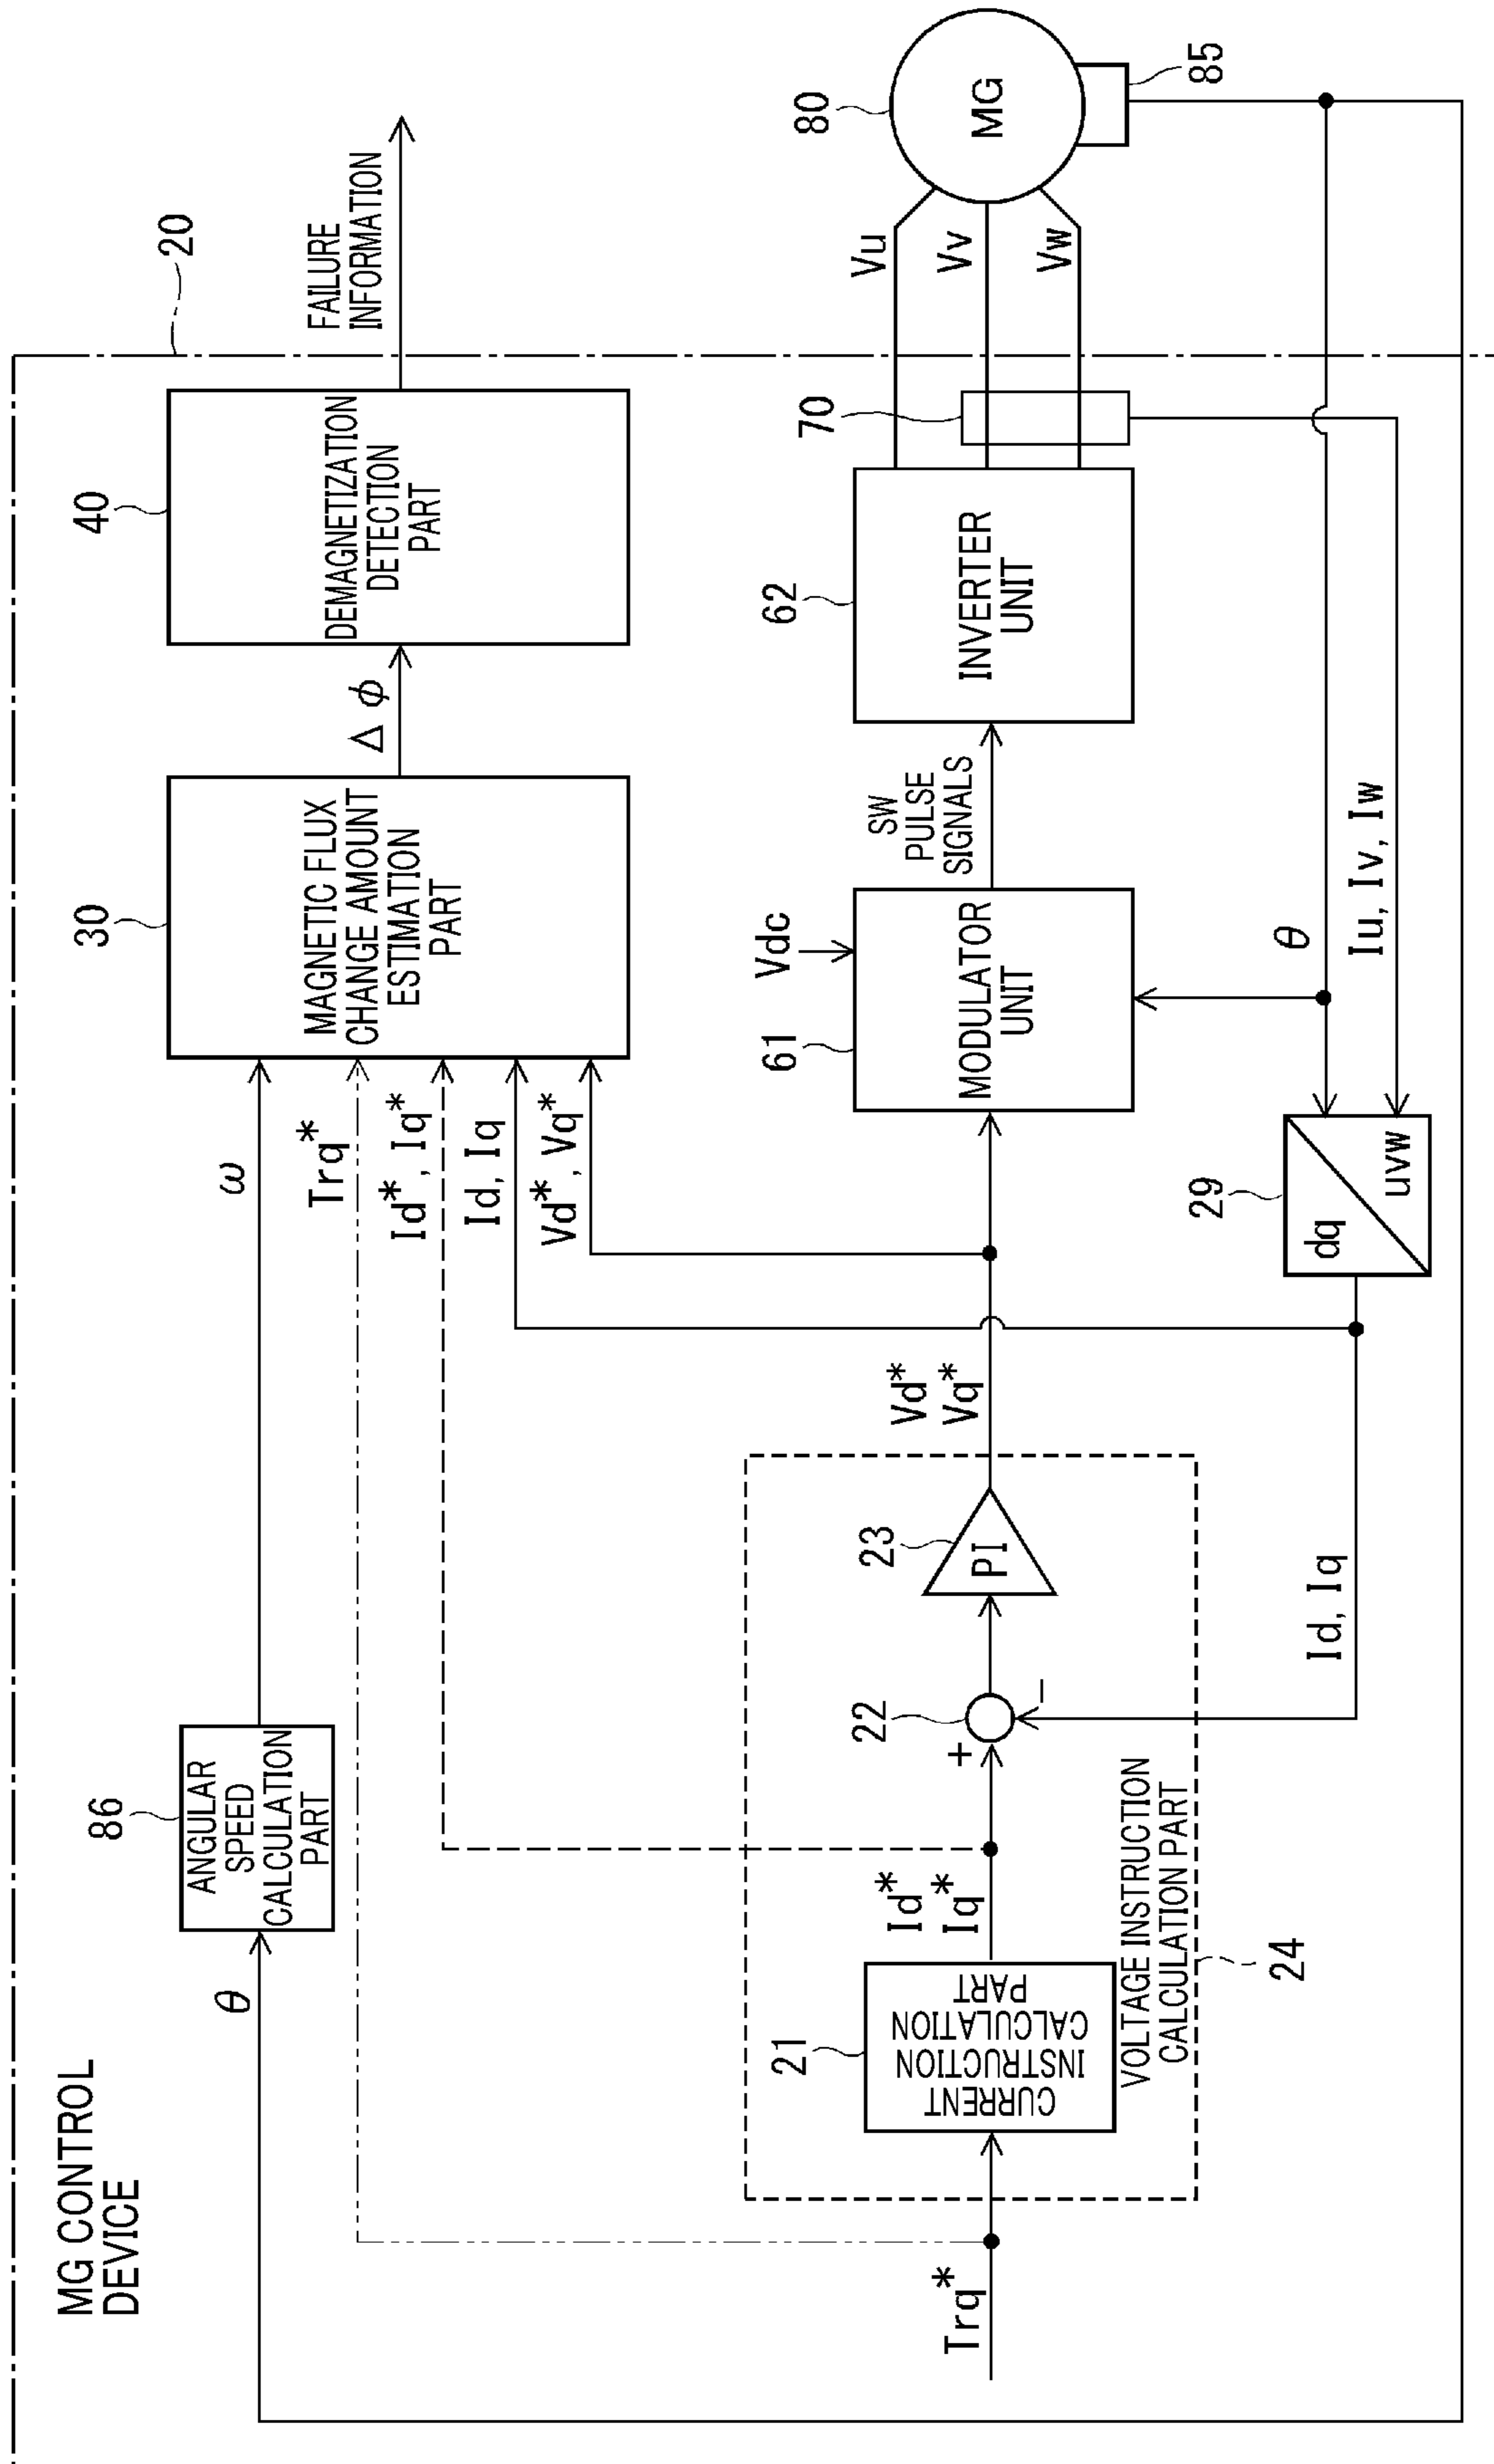 MG CONTROL
DEVICE
20
θ
86
ANGULAR
SPEED
CALCULATION
PART
ω
Trq*
Id*, Iq*
Id, Iq
Vd*, Vq*
30
MAGNETIC FLUX
CHANGE AMOUNT
ESTIMATION
PART
Δφ
40
DEMAGNETIZATION
DETECTION
PART
FAILURE
INFORMATION
Trq*
21
CURRENT
INSTRUCTION
CALCULATION
PART
Id*
Iq*
22
+
−
23
PI
VOLTAGE INSTRUCTION
CALCULATION PART
24
Vd*
Vq*
61
MODULATOR
UNIT
Vdc
SW
PULSE
SIGNALS
62
INVERTER
UNIT
70
Vu
Vv
Vw
80
MG
85
θ
Iu, Iv, Iw
29
dq
uvw
Id, Iq